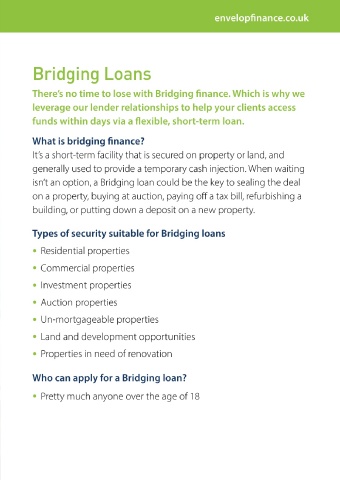 envelopfinance.co.uk
Bridging Loans
There's no time to lose with Bridging finance. Which is why we
leverage our lender relationships to help your clients access
funds within days via a flexible, short-term loan.
What is bridging finance?
It's a short-term facility that is secured on property or land, and
generally used to provide a temporary cash injection. When waiting
isn't an option, a Bridging loan could be the key to sealing the deal
on a property, buying at auction, paying off a tax bill, refurbishing a
building, or putting down a deposit on a new property.
Types of security suitable for Bridging loans
• Residential properties
• Commercial properties
• Investment properties
• Auction properties
• Un-mortgageable properties
• Land and development opportunities
• Properties in need of renovation
Who can apply for a Bridging loan?
• Pretty much anyone over the age of 18